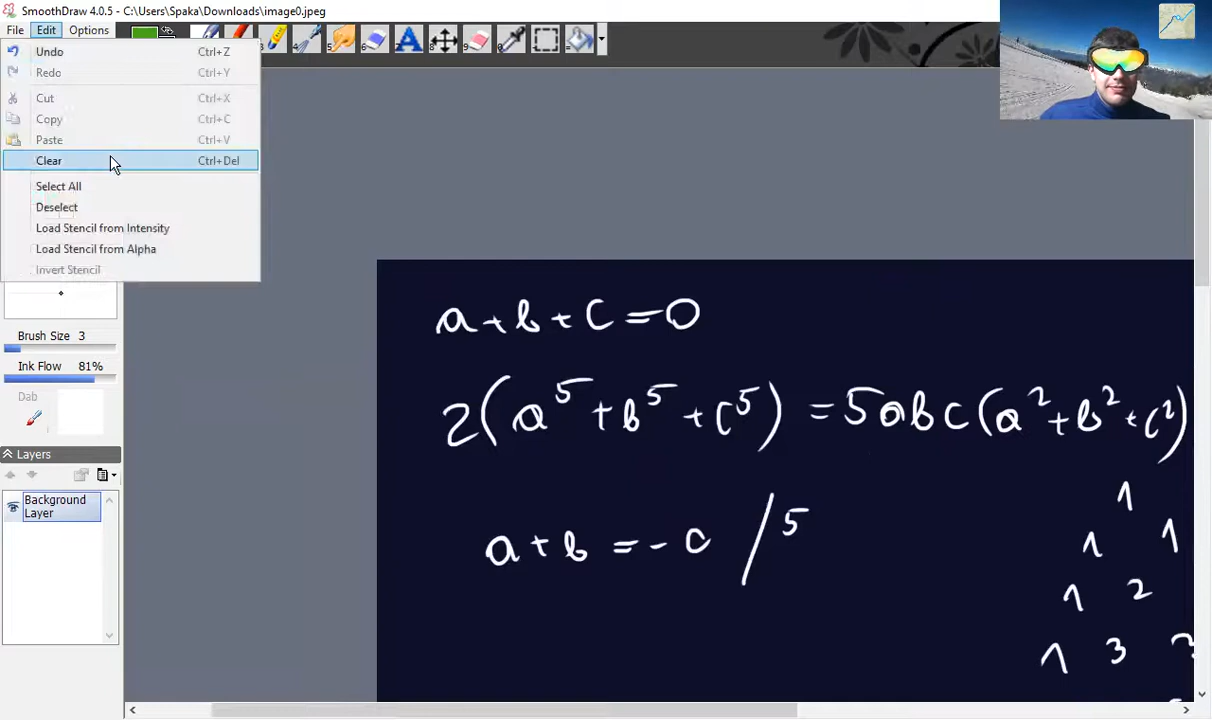 SmoothDraw 4.0.5 - C:\Users\Spaka\Downloads\image0.jpeg
File Edit Options
Undo Ctrl+Z
Redo Ctrl+Y
Cut Ctrl+X
Copy Ctrl+C
Paste Ctrl+V
Clear Ctrl+Del
Select All
Deselect
Load Stencil from Intensity
Load Stencil from Alpha
Invert Stencil
Brush Size 3
Ink Flow 81%
Dab
Layers
Background
Layer
a+b+c=0
2(a⁵+b⁵+c⁵)=5abc(a²+b²+c²)
a+b=-c /⁵
1
1 1
1 2
1 3